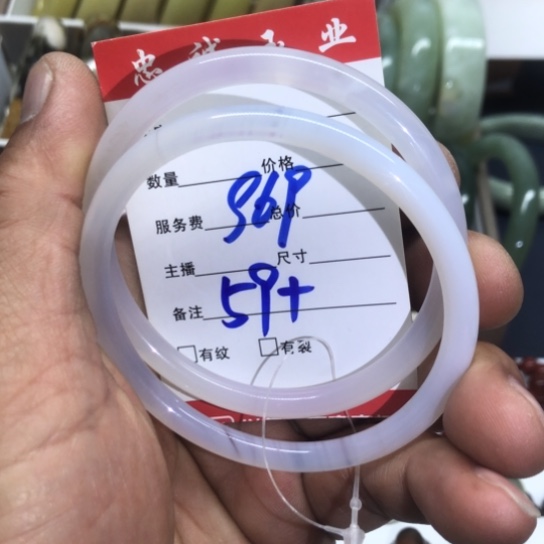 忠诚玉业
数量 价格
969
服务费 总价
主播 尺寸
59+
备注
□有纹 □有裂